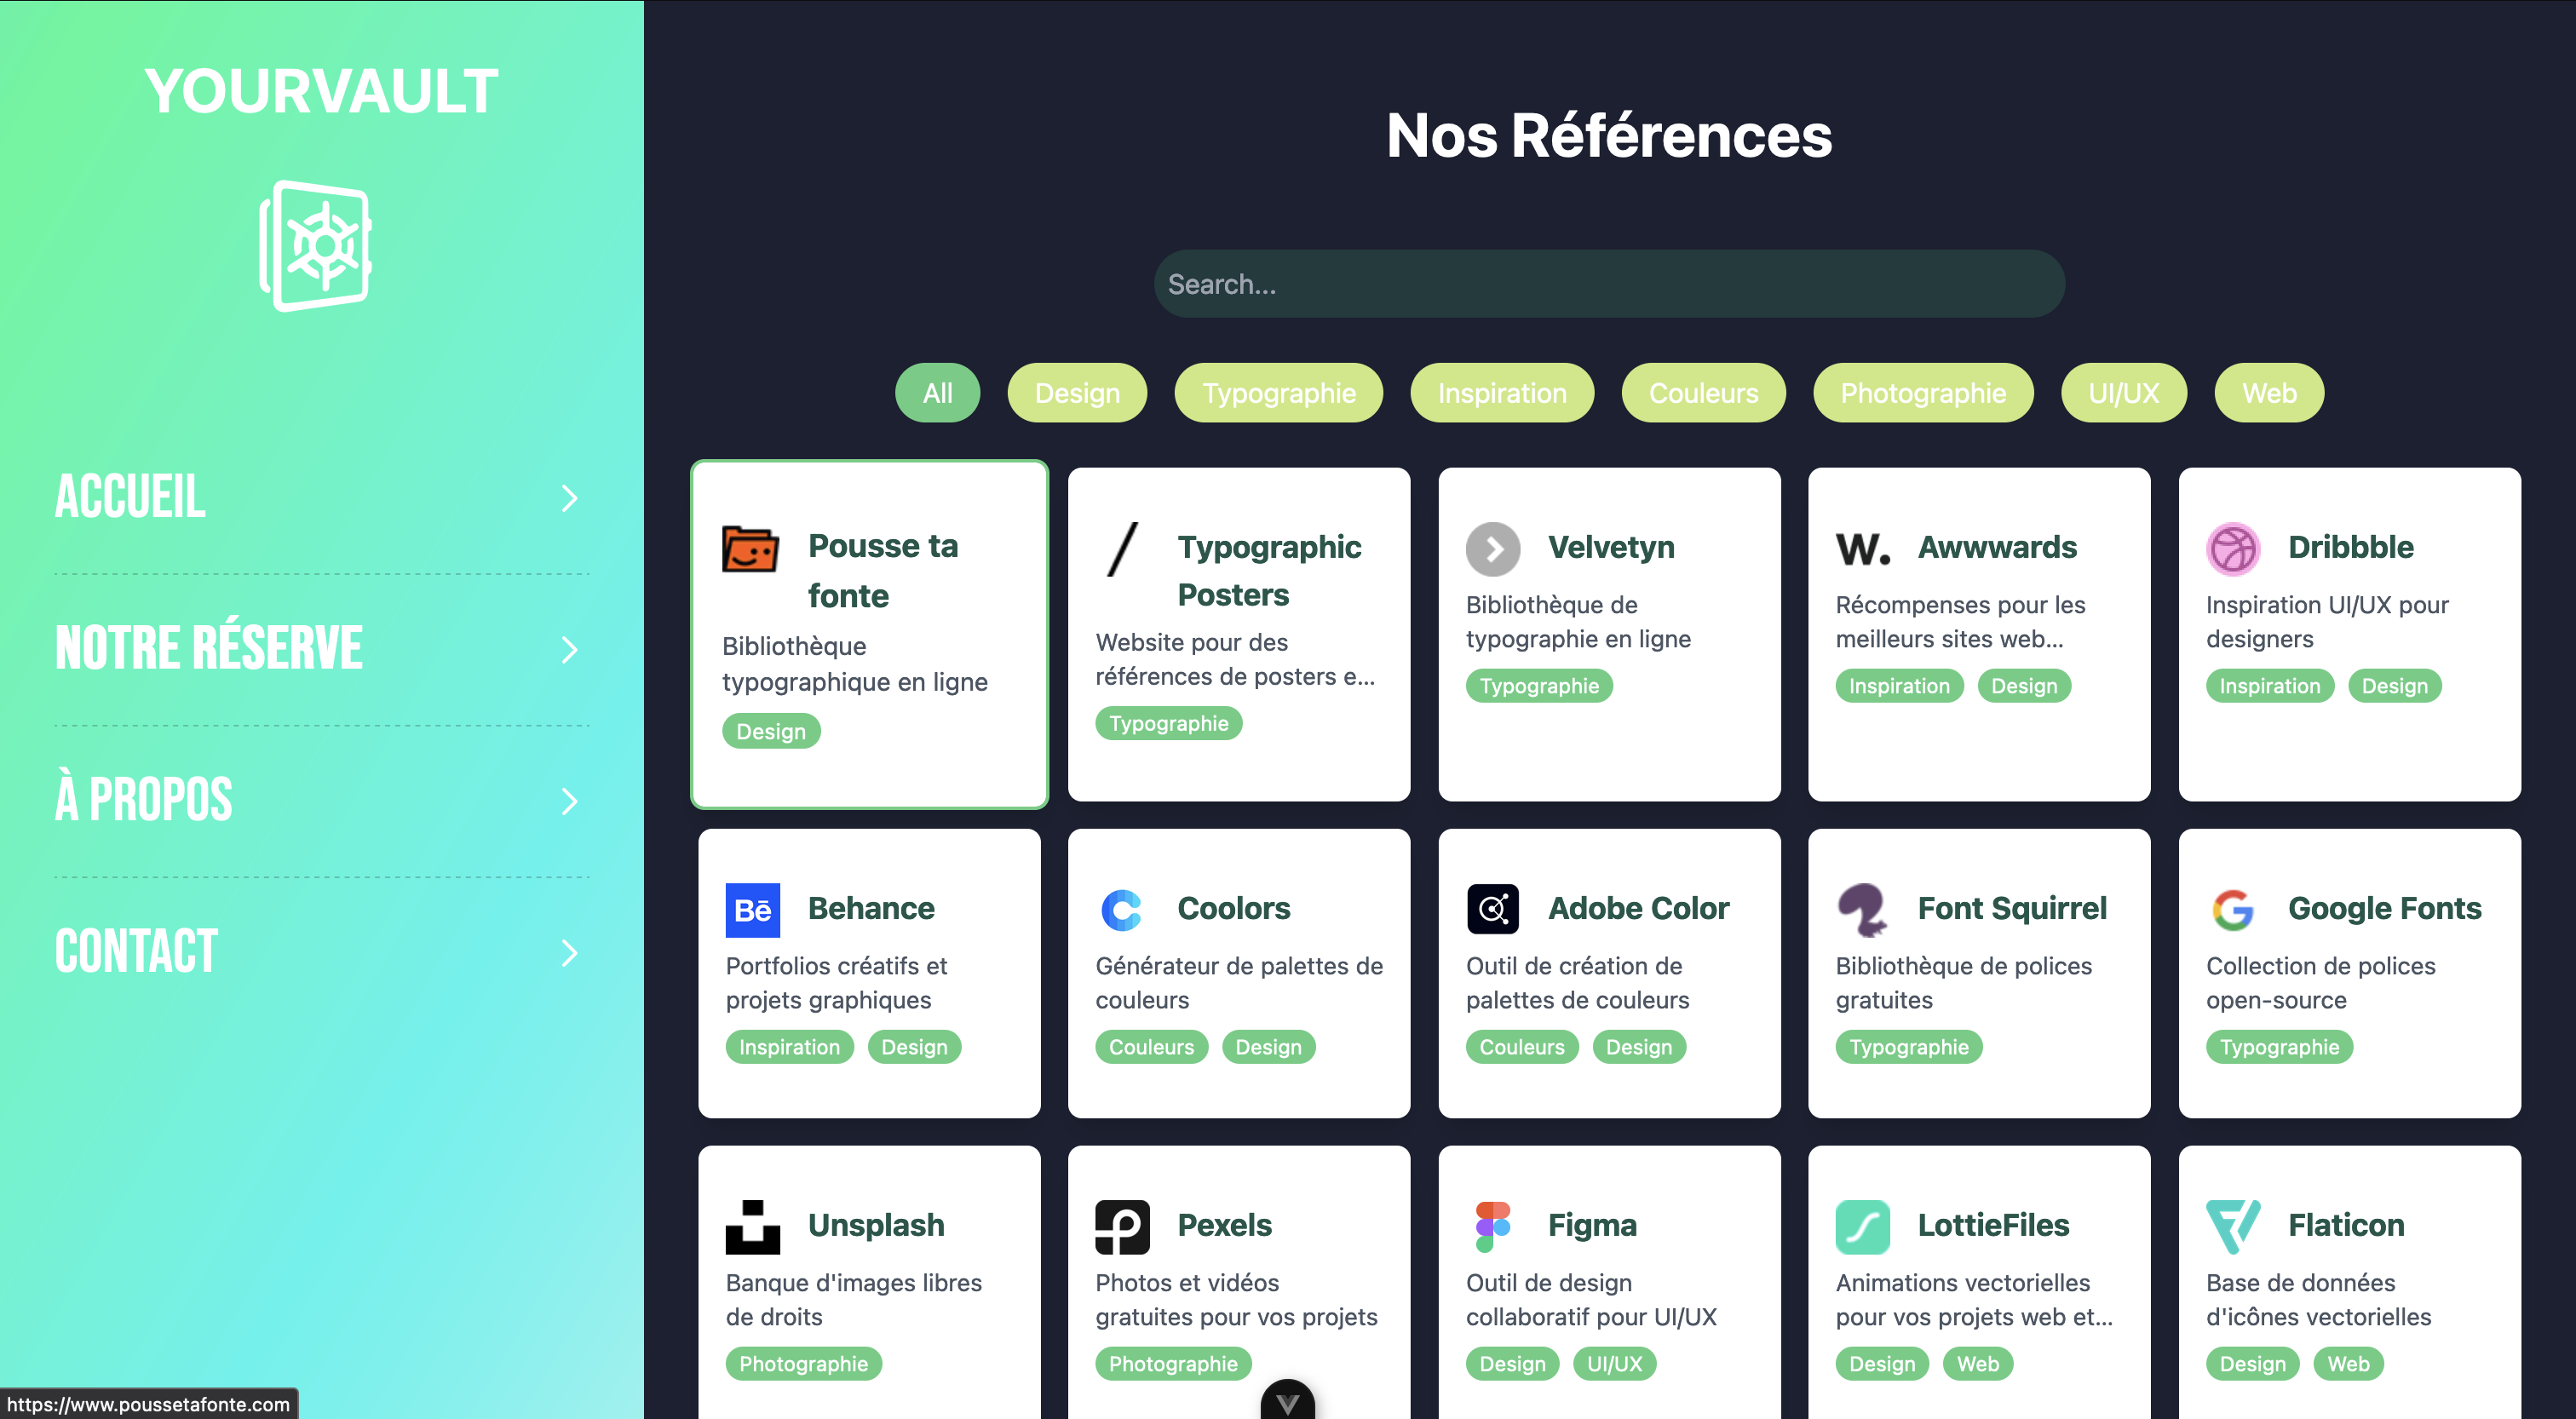 YOURVAULT
ACCUEIL
NOTRE RÉSERVE
À PROPOS
CONTACT
https://www.poussetafonte.com
Nos Références
Search...
All
Design
Typographie
Inspiration
Couleurs
Photographie
UI/UX
Web
Pousse ta
fonte
Bibliothèque
typographique en ligne
Design
Typographic
Posters
Website pour des
références de posters e...
Typographie
Velvetyn
Bibliothèque de
typographie en ligne
Typographie
W.
Awwwards
Récompenses pour les
meilleurs sites web...
Inspiration
Design
Dribbble
Inspiration UI/UX pour
designers
Inspiration
Design
Bē
Behance
Portfolios créatifs et
projets graphiques
Inspiration
Design
Coolors
Générateur de palettes de
couleurs
Couleurs
Design
Adobe Color
Outil de création de
palettes de couleurs
Couleurs
Design
Font Squirrel
Bibliothèque de polices
gratuites
Typographie
Google Fonts
Collection de polices
open-source
Typographie
Unsplash
Banque d'images libres
de droits
Photographie
Pexels
Photos et vidéos
gratuites pour vos projets
Photographie
Figma
Outil de design
collaboratif pour UI/UX
Design
UI/UX
LottieFiles
Animations vectorielles
pour vos projets web et...
Design
Web
Flaticon
Base de données
d'icônes vectorielles
Design
Web